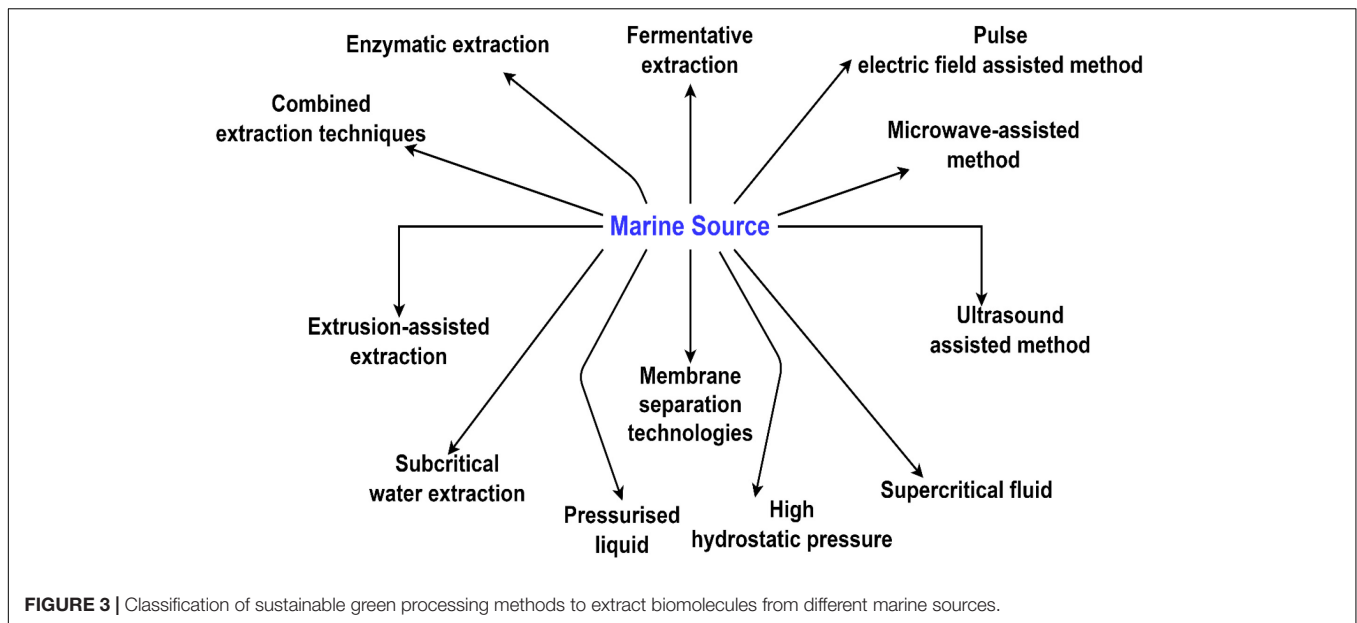 Enzymatic extraction
Fermentative
extraction
Pulse
electric field assisted method
Combined
extraction techniques
Microwave-assisted
method
Marine Source
Extrusion-assisted
extraction
Ultrasound
assisted method
Membrane
separation
technologies
Subcritical
water extraction
Pressurised
liquid
High
hydrostatic pressure
Supercritical fluid
FIGURE 3 | Classification of sustainable green processing methods to extract biomolecules from different marine sources.